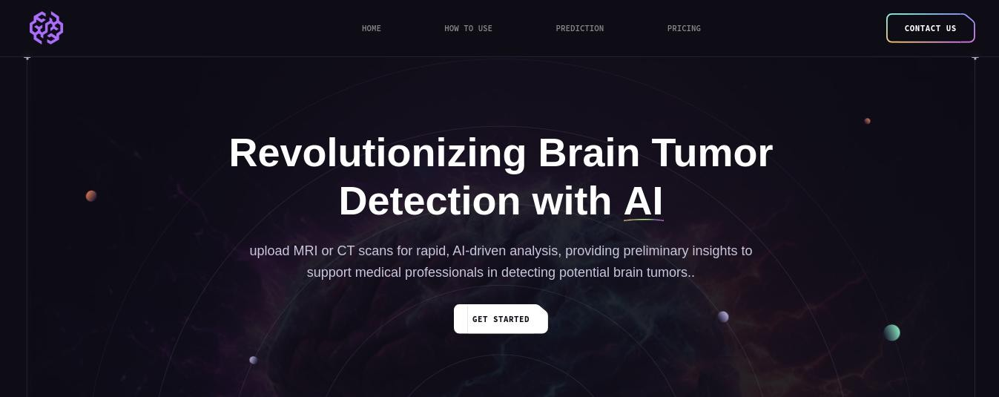 HOME
HOW TO USE
PREDICTION
PRICING
CONTACT US
Revolutionizing Brain Tumor
Detection with AI
upload MRI or CT scans for rapid, AI-driven analysis, providing preliminary insights to
support medical professionals in detecting potential brain tumors..
GET STARTED